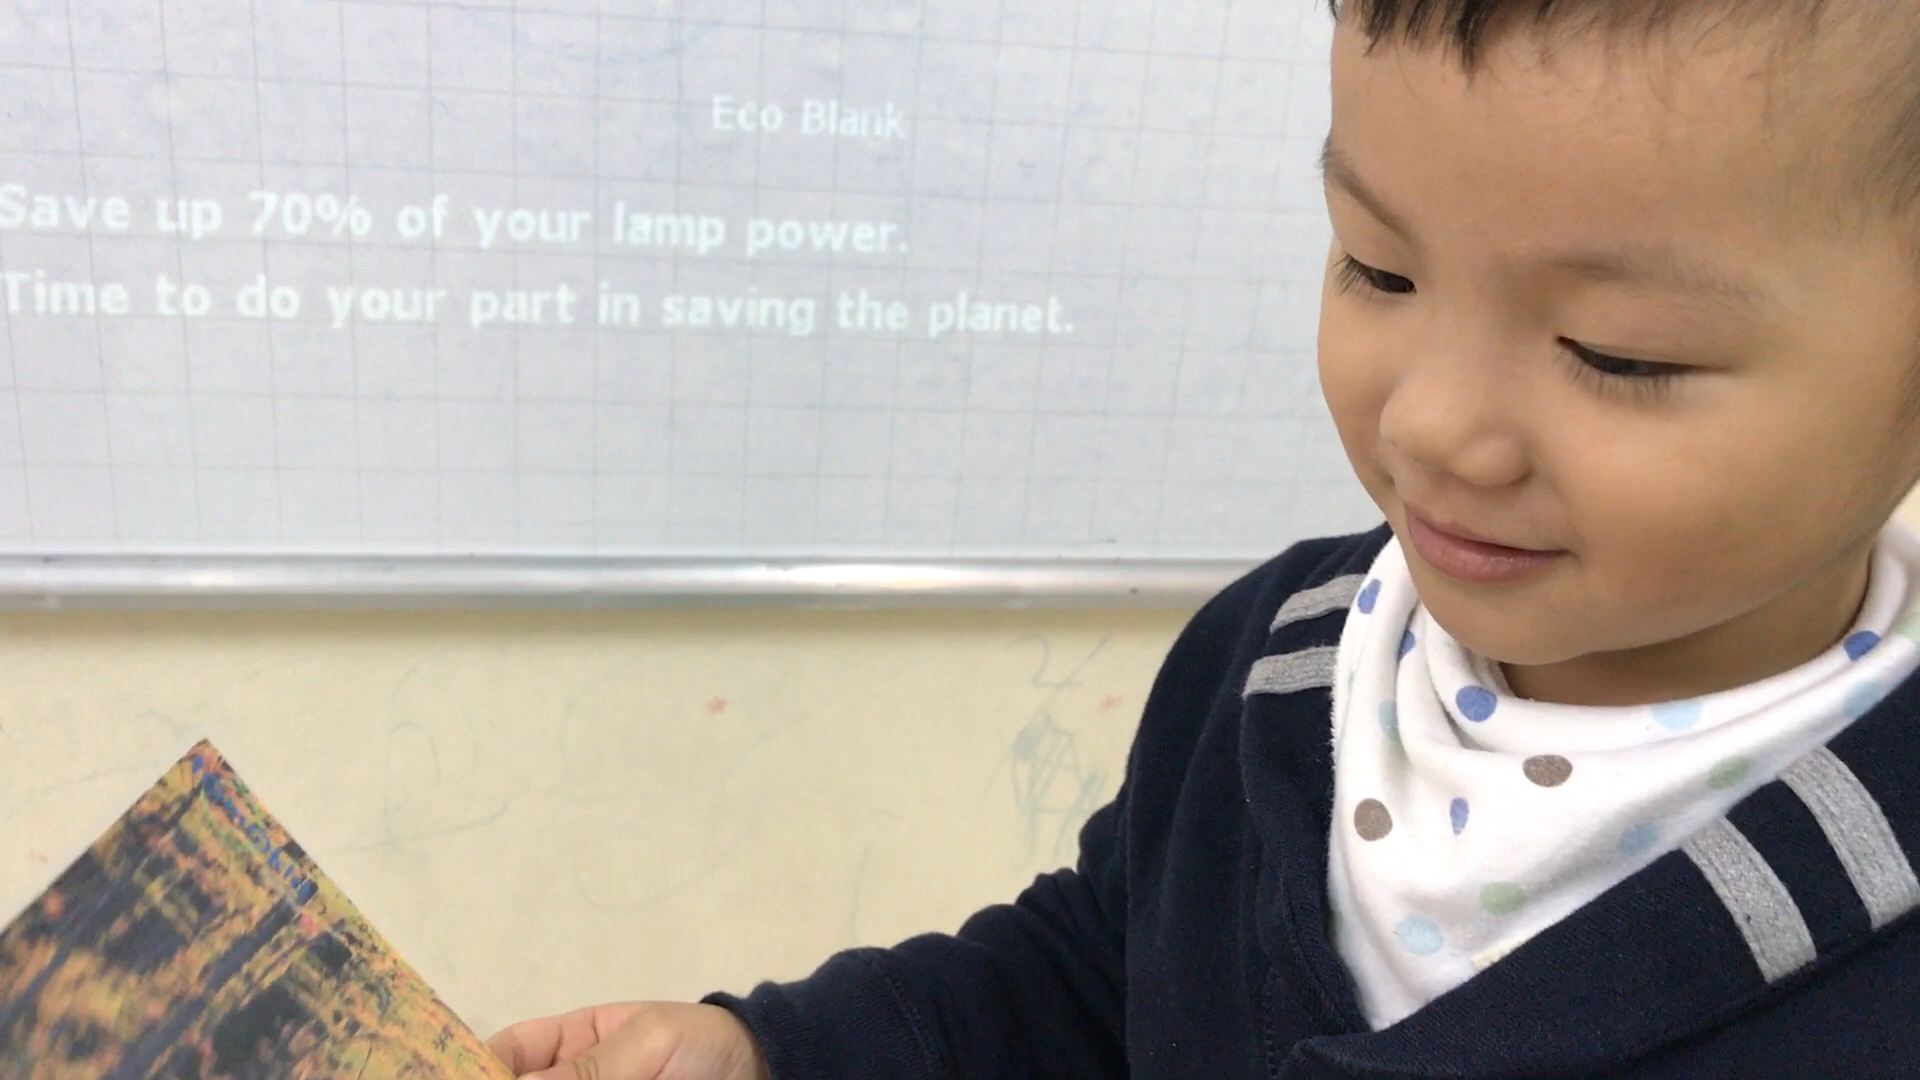 Eco Blank
Save up 70% of your lamp power.
Time to do your part in saving the planet.